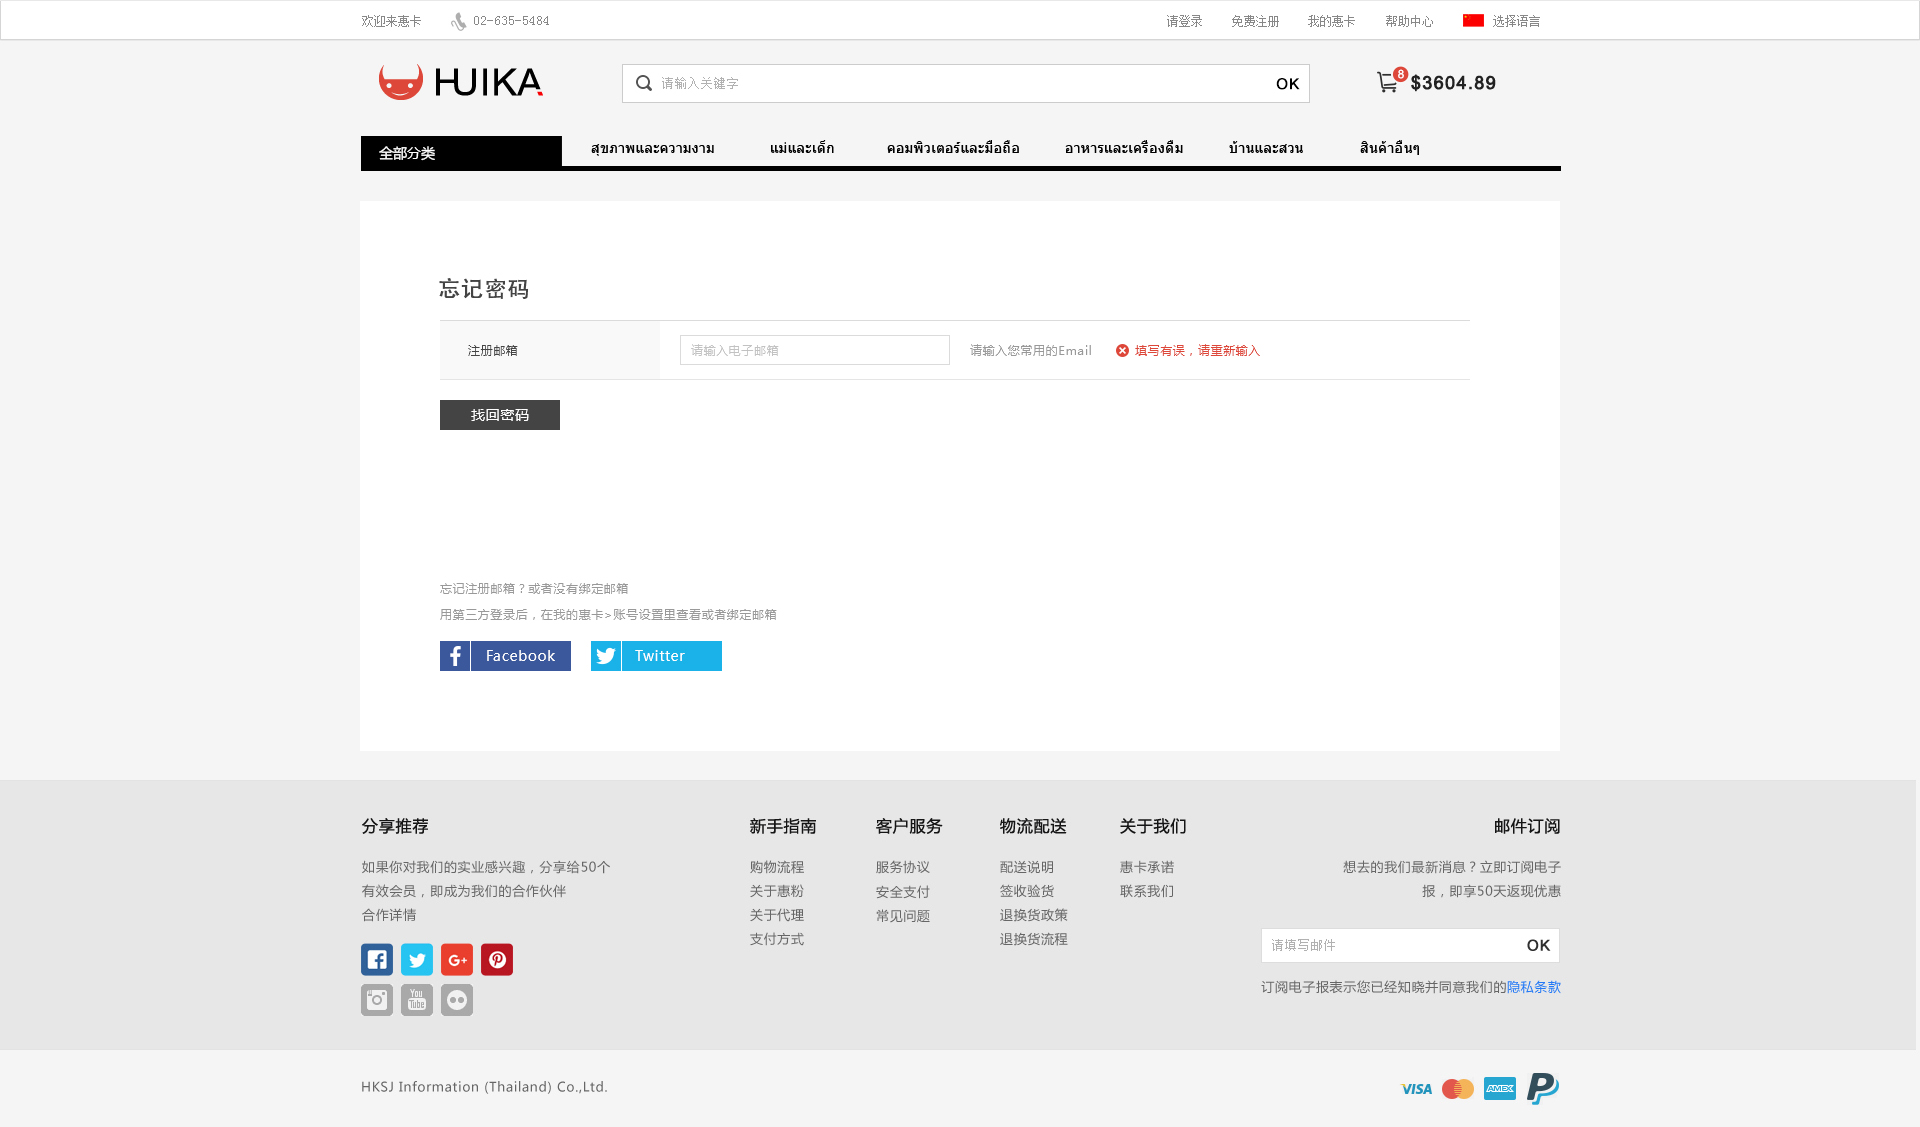 欢迎来惠卡 02-635-5484 请登录 免费注册 我的惠卡 帮助中心 选择语言
HUIKA 请输入关键字 OK 8 $3604.89
全部分类 สุขภาพและความงาม แม่และเด็ก คอมพิวเตอร์และมือถือ อาหารและเครื่องดื่ม บ้านและสวน สินค้าอื่นๆ
忘记密码
注册邮箱 请输入电子邮箱 请输入您常用的Email 填写有误，请重新输入
找回密码
忘记注册邮箱？或者没有绑定邮箱
用第三方登录后，在我的惠卡>账号设置里查看或者绑定邮箱
Facebook Twitter
分享推荐
如果你对我们的实业感兴趣，分享给50个
有效会员，即成为我们的合作伙伴
合作详情
You Tube
新手指南
购物流程
关于惠粉
关于代理
支付方式
客户服务
服务协议
安全支付
常见问题
物流配送
配送说明
签收验货
退换货政策
退换货流程
关于我们
惠卡承诺
联系我们
邮件订阅
想去的我们最新消息？立即订阅电子
报，即享50天返现优惠
请填写邮件 OK
订阅电子报表示您已经知晓并同意我们的隐私条款
HKSJ Information (Thailand) Co.,Ltd. VISA AMEX